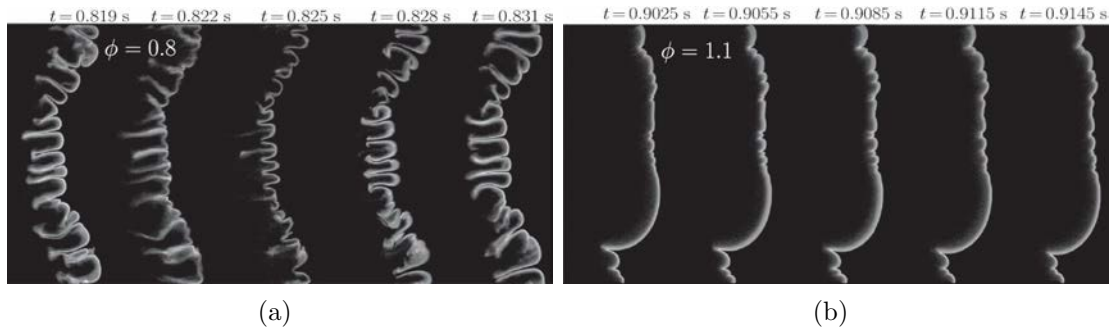 t = 0.819 s t = 0.822 s t = 0.825 s t = 0.828 s t = 0.831 s
ϕ = 0.8
(a)
t = 0.9025 s t = 0.9055 s t = 0.9085 s t = 0.9115 s t = 0.9145 s
ϕ = 1.1
(b)